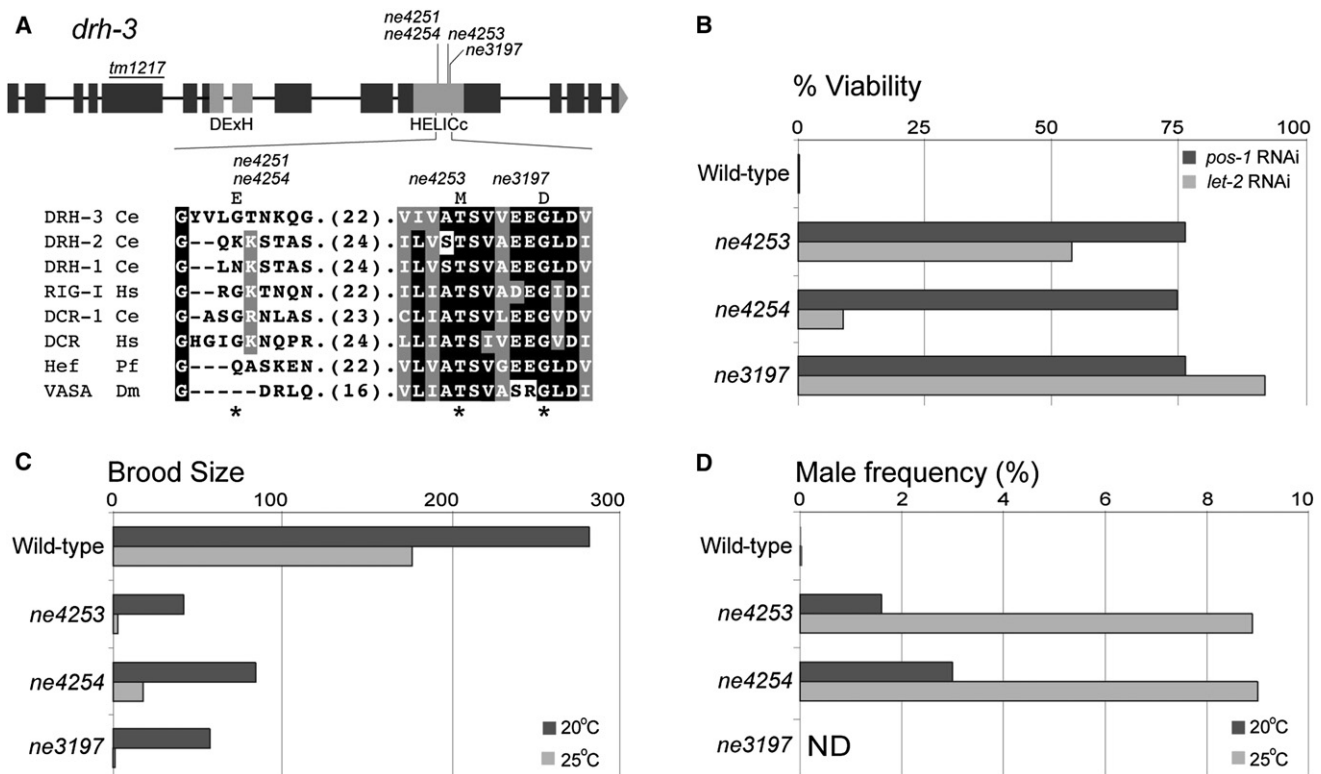 A drh-3
ne4251
ne4254 ne4253
ne3197
tm1217
DExH HELICc
ne4251
ne4254 ne4253 ne3197
E M D
DRH-3 Ce GYVLGTNKQG.(22).VIVATSVVEEGLDV
DRH-2 Ce G--QKKSTAS.(24).ILVSTSVAEEGLDI
DRH-1 Ce G--LNKSTAS.(24).ILVSTSVAEEGLDI
RIG-I Hs G--RGKTNQN.(22).LIATSVADEGIDI
DCR-1 Ce G-ASGRNLAS.(23).CLIATSVLEEGVDV
DCR Hs GHGIGKNQPR.(24).LLIATSIVEEGVDI
Hef Pf G---QASKEN.(22).VLVATSVGEEGLDV
VASA Dm G-----DRLQ.(16).VLIATSVASRGLDI
* * *
B
% Viability
0 25 50 75 100
Wild-type
ne4253
ne4254
ne3197
pos-1 RNAi
let-2 RNAi
C Brood Size
0 100 200 300
Wild-type
ne4253
ne4254
ne3197
20°C
25°C
D Male frequency (%)
0 2 4 6 8 10
Wild-type
ne4253
ne4254
ne3197 ND
20°C
25°C